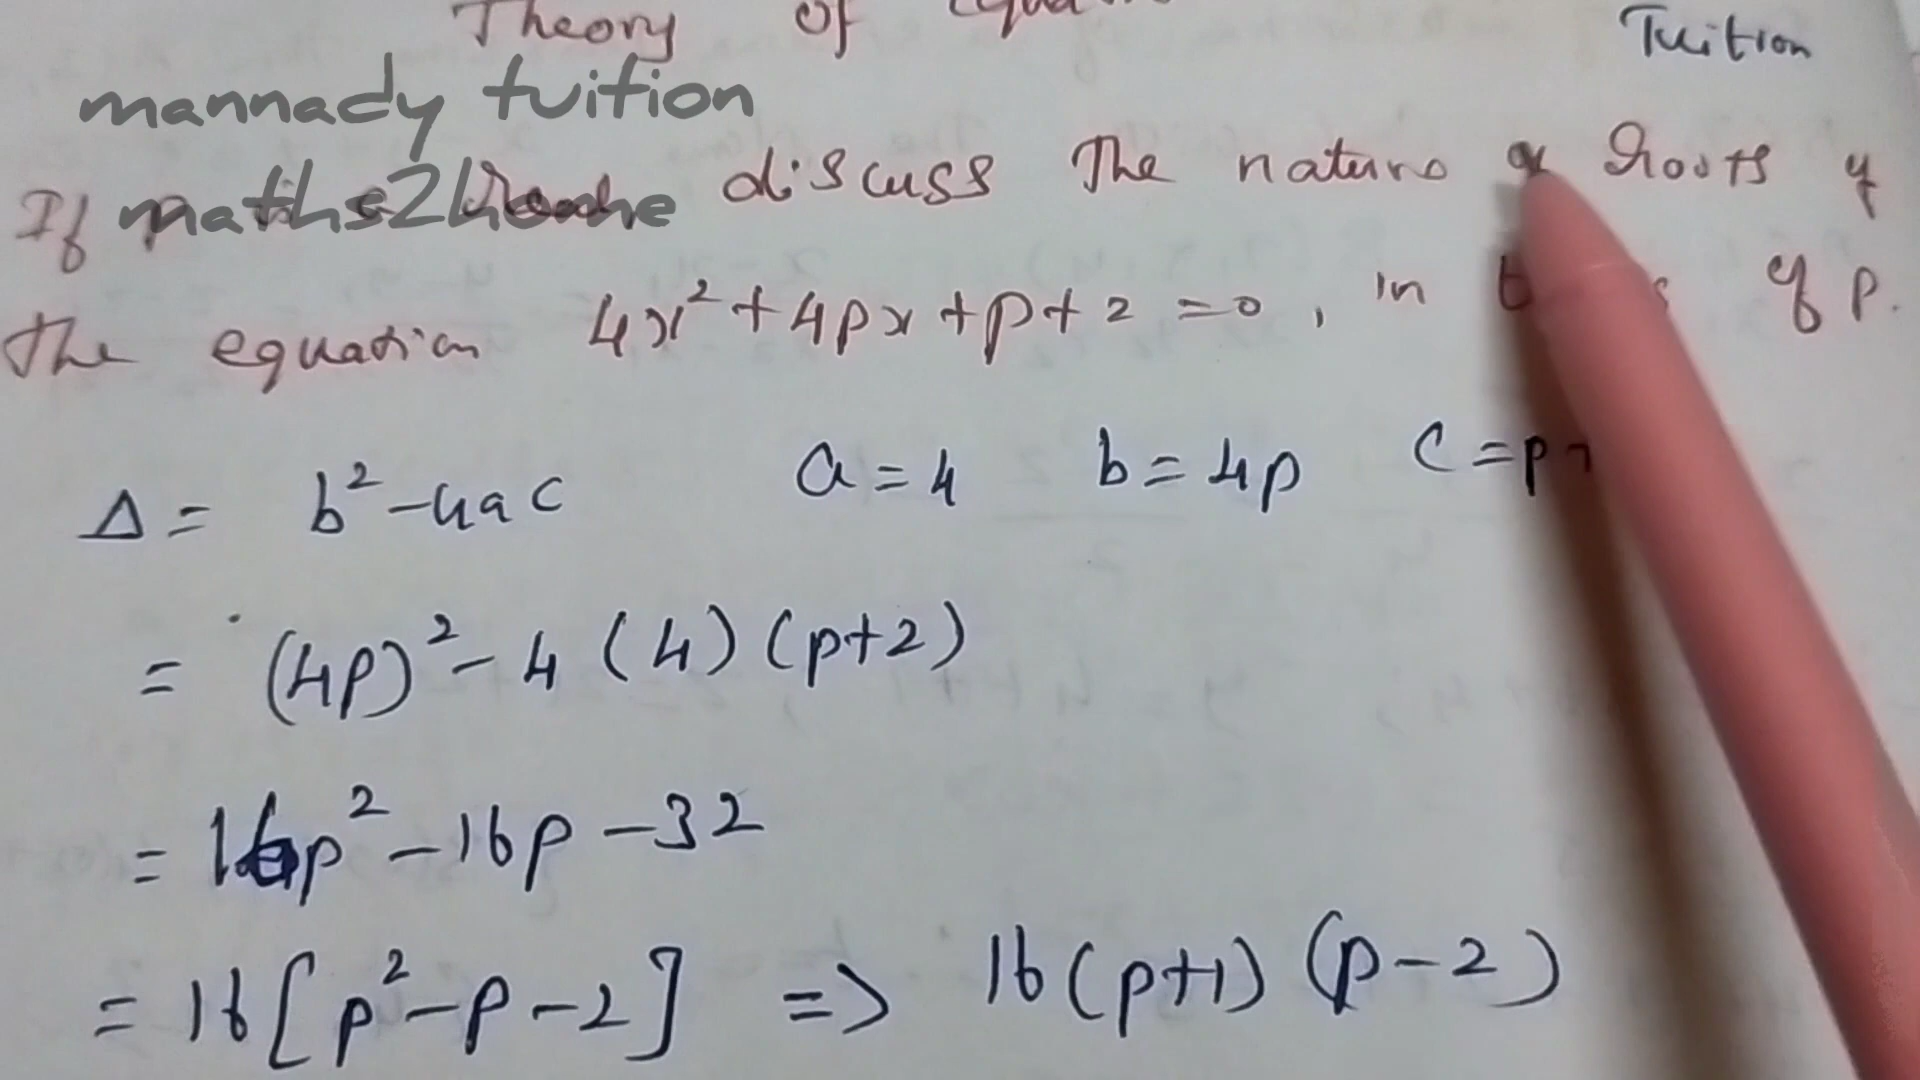 Theory of
Tuition
mannady tuition
maths2home
If discuss The nature of Roots of
The equation 4x² + 4px + p + 2 = 0, in of p.
Δ = b² - 4ac a = 4 b = 4p c = p
= (4p)² - 4 (4) (p+2)
= 16p² - 16p - 32
= 16[p² - p - 2] => 16(p+1) (p-2)